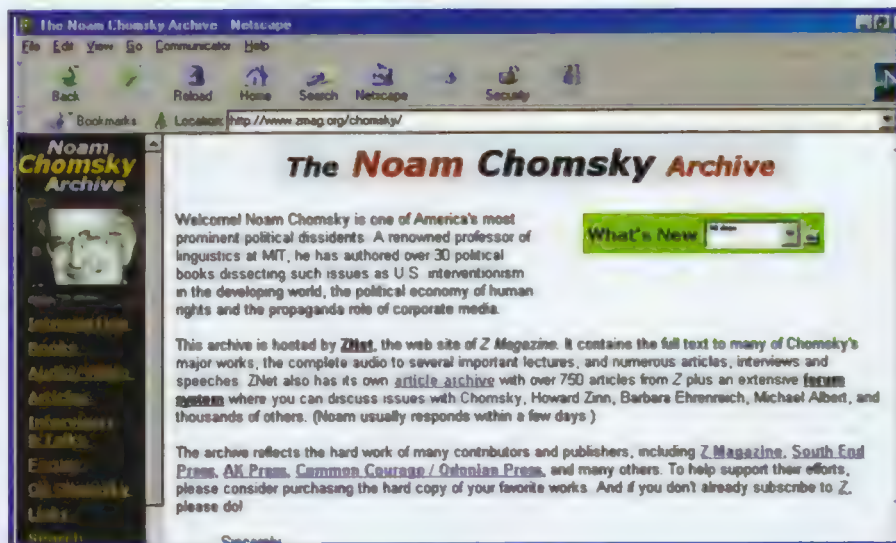 The Noam Chomsky Archive - Netscape
File Edit View Go Communicator Help
Back Reload Home Search Netscape Security
Bookmarks Location: http://www.zmag.org/chomsky/
Noam
Chomsky
Archive
Books
Articles
Links
Search
The Noam Chomsky Archive
What's New
Welcome! Noam Chomsky is one of America's most
prominent political dissidents. A renowned professor of
linguistics at MIT, he has authored over 30 political
books dissecting such issues as U.S. interventionism
in the developing world, the political economy of human
rights and the propaganda role of corporate media.
This archive is hosted by ZNet, the web site of Z Magazine. It contains the full text to many of Chomsky's
major works, the complete audio to several important lectures, and numerous articles, interviews and
speeches. ZNet also has its own article archive with over 750 articles from Z plus an extensive forum
system where you can discuss issues with Chomsky, Howard Zinn, Barbara Ehrenreich, Michael Albert, and
thousands of others. (Noam usually responds within a few days.)
The archive reflects the hard work of many contributors and publishers, including Z Magazine, South End
Press, AK Press, Common Courage / Odonian Press, and many others. To help support their efforts,
please consider purchasing the hard copy of your favorite works. And if you don't already subscribe to Z,
please do!
Sincerely